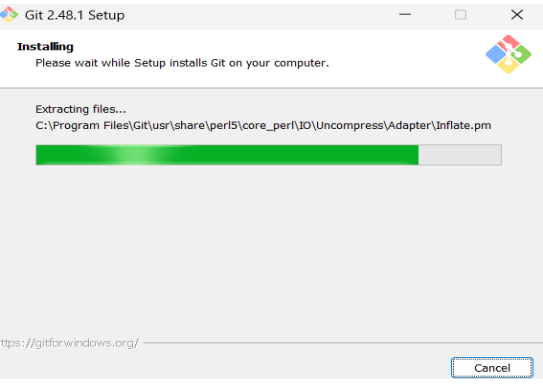 Git 2.48.1 Setup
Installing
Please wait while Setup installs Git on your computer.
Extracting files...
C:\Program Files\Git\usr\share\perl5\core_perl\IO\Uncompress\Adapter\Inflate.pm
ttps://gitforwindows.org/
Cancel